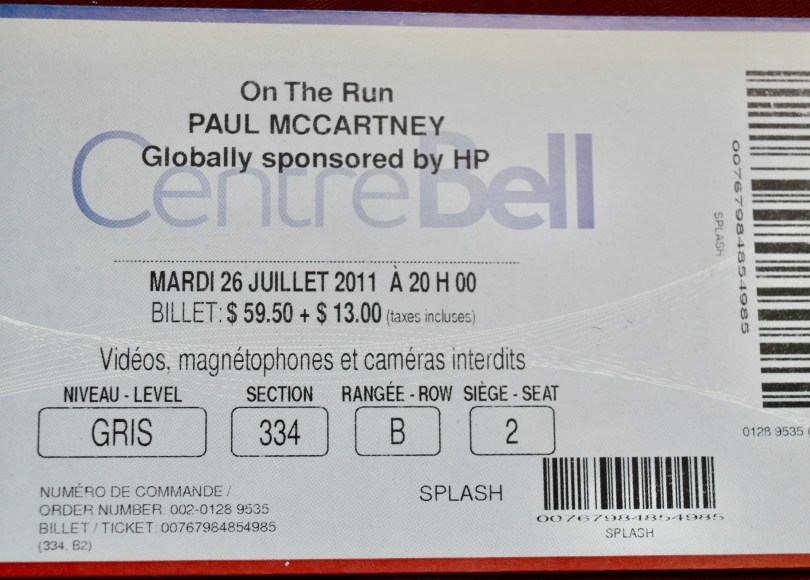 On The Run
PAUL MCCARTNEY
Globally sponsored by HP
CentreBell
MARDI 26 JUILLET 2011 À 20 H 00
BILLET: $ 59.50 + $ 13.00 (taxes incluses)
Vidéos, magnétophones et caméras interdits
NIVEAU - LEVEL SECTION RANGÉE - ROW SIÈGE - SEAT
GRIS 334 B 2
NUMÉRO DE COMMANDE /
ORDER NUMBER: 002-0128 9535
BILLET / TICKET: 00767984854985
(334, B2)
SPLASH
00767984854985
SPLASH
00767984854985
SPLASH
0128 9535